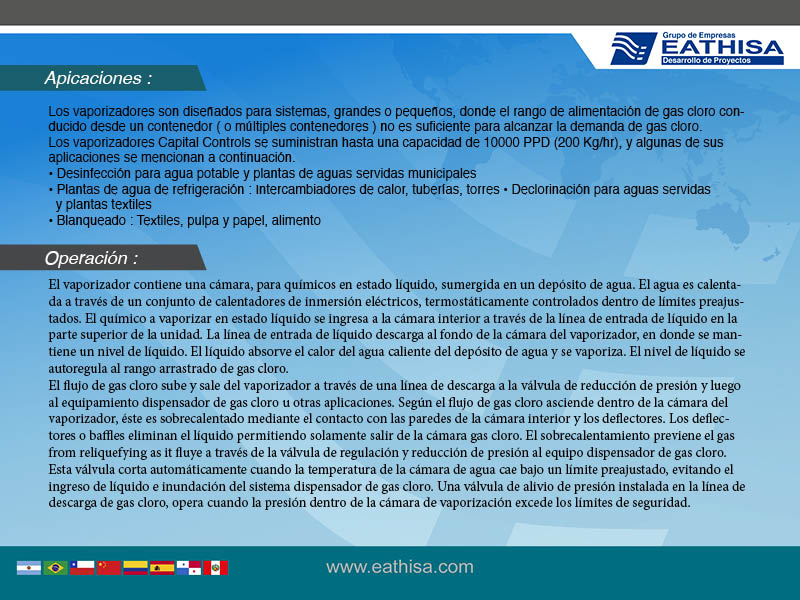 Grupo de Empresas
EATHISA
Desarrollo de Proyectos
Apicaciones :
Los vaporizadores son diseñados para sistemas, grandes o pequeños, donde el rango de alimentación de gas cloro con-
ducido desde un contenedor ( o múltiples contenedores ) no es suficiente para alcanzar la demanda de gas cloro.
Los vaporizadores Capital Controls se suministran hasta una capacidad de 10000 PPD (200 Kg/hr), y algunas de sus
aplicaciones se mencionan a continuación.
• Desinfección para agua potable y plantas de aguas servidas municipales
• Plantas de agua de refrigeración : Intercambiadores de calor, tuberías, torres • Declorinación para aguas servidas
y plantas textiles
• Blanqueado : Textiles, pulpa y papel, alimento
Operación :
El vaporizador contiene una cámara, para químicos en estado líquido, sumergida en un depósito de agua. El agua es calenta-
da a través de un conjunto de calentadores de inmersión eléctricos, termostáticamente controlados dentro de límites preajus-
tados. El químico a vaporizar en estado líquido se ingresa a la cámara interior a través de la línea de entrada de líquido en la
parte superior de la unidad. La línea de entrada de líquido descarga al fondo de la cámara del vaporizador, en donde se man-
tiene un nivel de líquido. El líquido absorve el calor del agua caliente del depósito de agua y se vaporiza. El nivel de líquido se
autoregula al rango arrastrado de gas cloro.
El flujo de gas cloro sube y sale del vaporizador a través de una línea de descarga a la válvula de reducción de presión y luego
al equipamiento dispensador de gas cloro u otras aplicaciones. Según el flujo de gas cloro asciende dentro de la cámara del
vaporizador, éste es sobrecalentado mediante el contacto con las paredes de la cámara interior y los deflectores. Los deflec-
tores o baffles eliminan el líquido permitiendo solamente salir de la cámara gas cloro. El sobrecalentamiento previene el gas
from reliquefying as it fluye a través de la válvula de regulación y reducción de presión al equipo dispensador de gas cloro.
Esta válvula corta automáticamente cuando la temperatura de la cámara de agua cae bajo un límite preajustado, evitando el
ingreso de líquido e inundación del sistema dispensador de gas cloro. Una válvula de alivio de presión instalada en la línea de
descarga de gas cloro, opera cuando la presión dentro de la cámara de vaporización excede los límites de seguridad.
www.eathisa.com